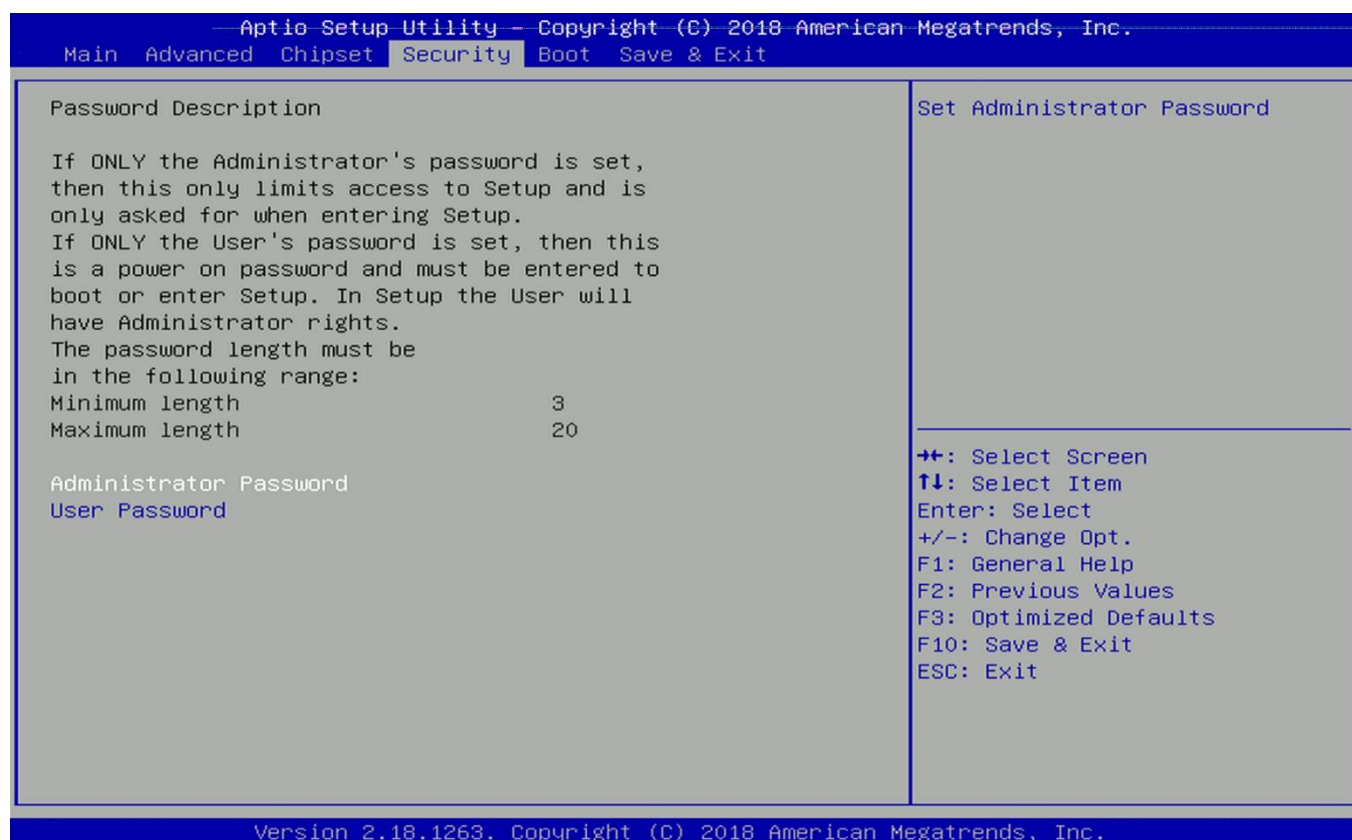 Aptio Setup Utility – Copyright (C) 2018 American Megatrends, Inc.
Main Advanced Chipset Security Boot Save & Exit
Password Description
If ONLY the Administrator's password is set,
then this only limits access to Setup and is
only asked for when entering Setup.
If ONLY the User's password is set, then this
is a power on password and must be entered to
boot or enter Setup. In Setup the User will
have Administrator rights.
The password length must be
in the following range:
Minimum length 3
Maximum length 20
Administrator Password
User Password
Set Administrator Password
→←: Select Screen
↑↓: Select Item
Enter: Select
+/-: Change Opt.
F1: General Help
F2: Previous Values
F3: Optimized Defaults
F10: Save & Exit
ESC: Exit
Version 2.18.1263. Copyright (C) 2018 American Megatrends, Inc.